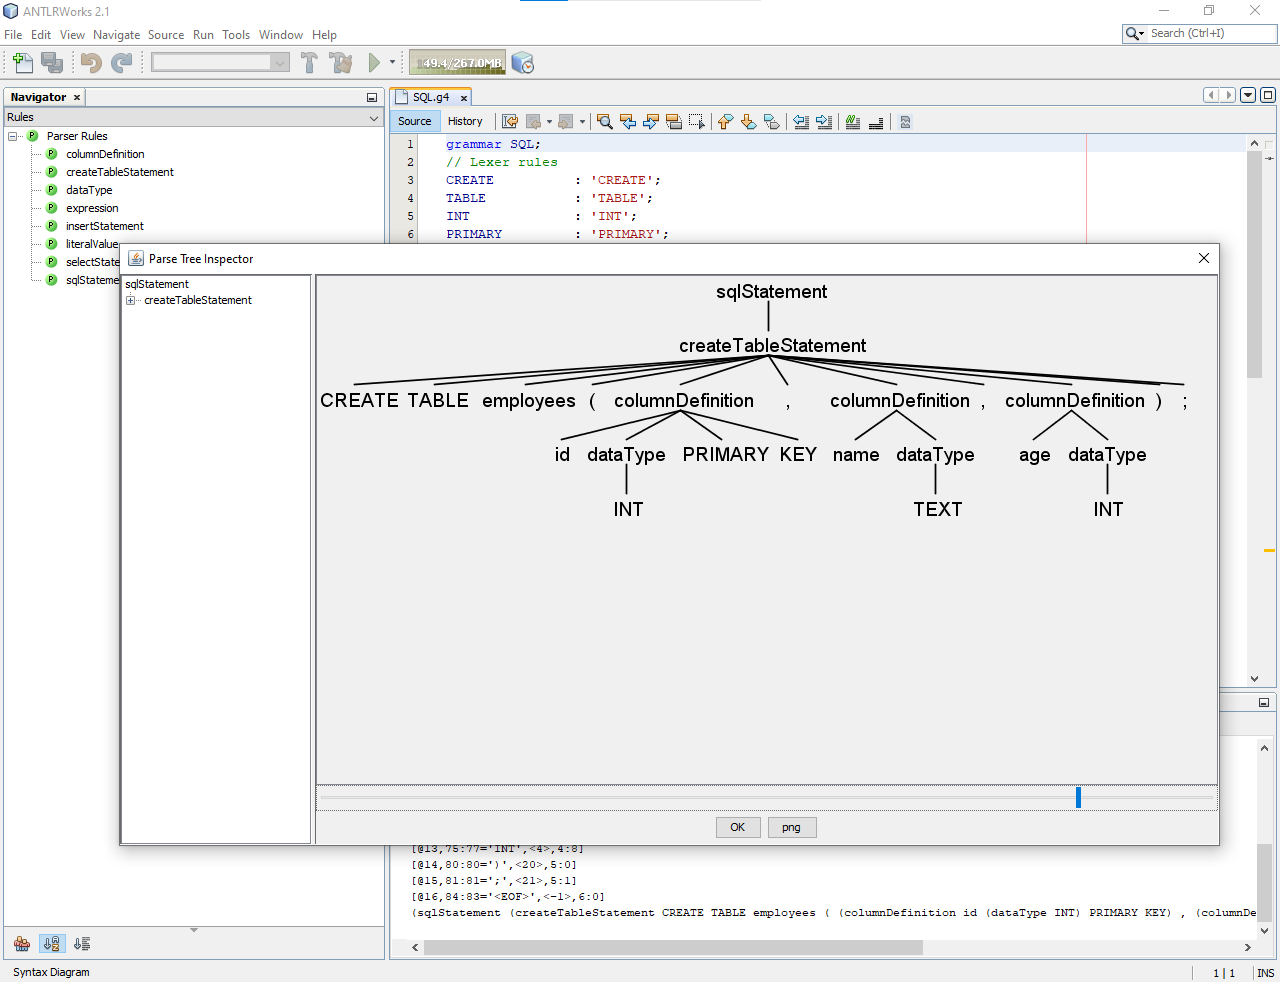 ANTLRWorks 2.1
File Edit View Navigate Source Run Tools Window Help
Search (Ctrl+I)
49.4/267.0MB
Navigator
SQL.g4
Rules
Source History
Parser Rules
columnDefinition
createTableStatement
dataType
expression
insertStatement
literalValue
selectState
sqlStateme
1 grammar SQL;
2 // Lexer rules
3 CREATE : 'CREATE';
4 TABLE : 'TABLE';
5 INT : 'INT';
6 PRIMARY : 'PRIMARY';
Parse Tree Inspector
sqlStatement
createTableStatement
sqlStatement
createTableStatement
CREATE TABLE employees ( columnDefinition , columnDefinition , columnDefinition ) ;
id dataType PRIMARY KEY name dataType age dataType
INT TEXT INT
OK png
[@13,75:77='INT',<4>,4:8]
[@14,80:80=')',<20>,5:0]
[@15,81:81=';',<21>,5:1]
[@16,84:83='<EOF>',<-1>,6:0]
(sqlStatement (createTableStatement CREATE TABLE employees ( (columnDefinition id (dataType INT) PRIMARY KEY) , (columnDe
Syntax Diagram
1 | 1 INS